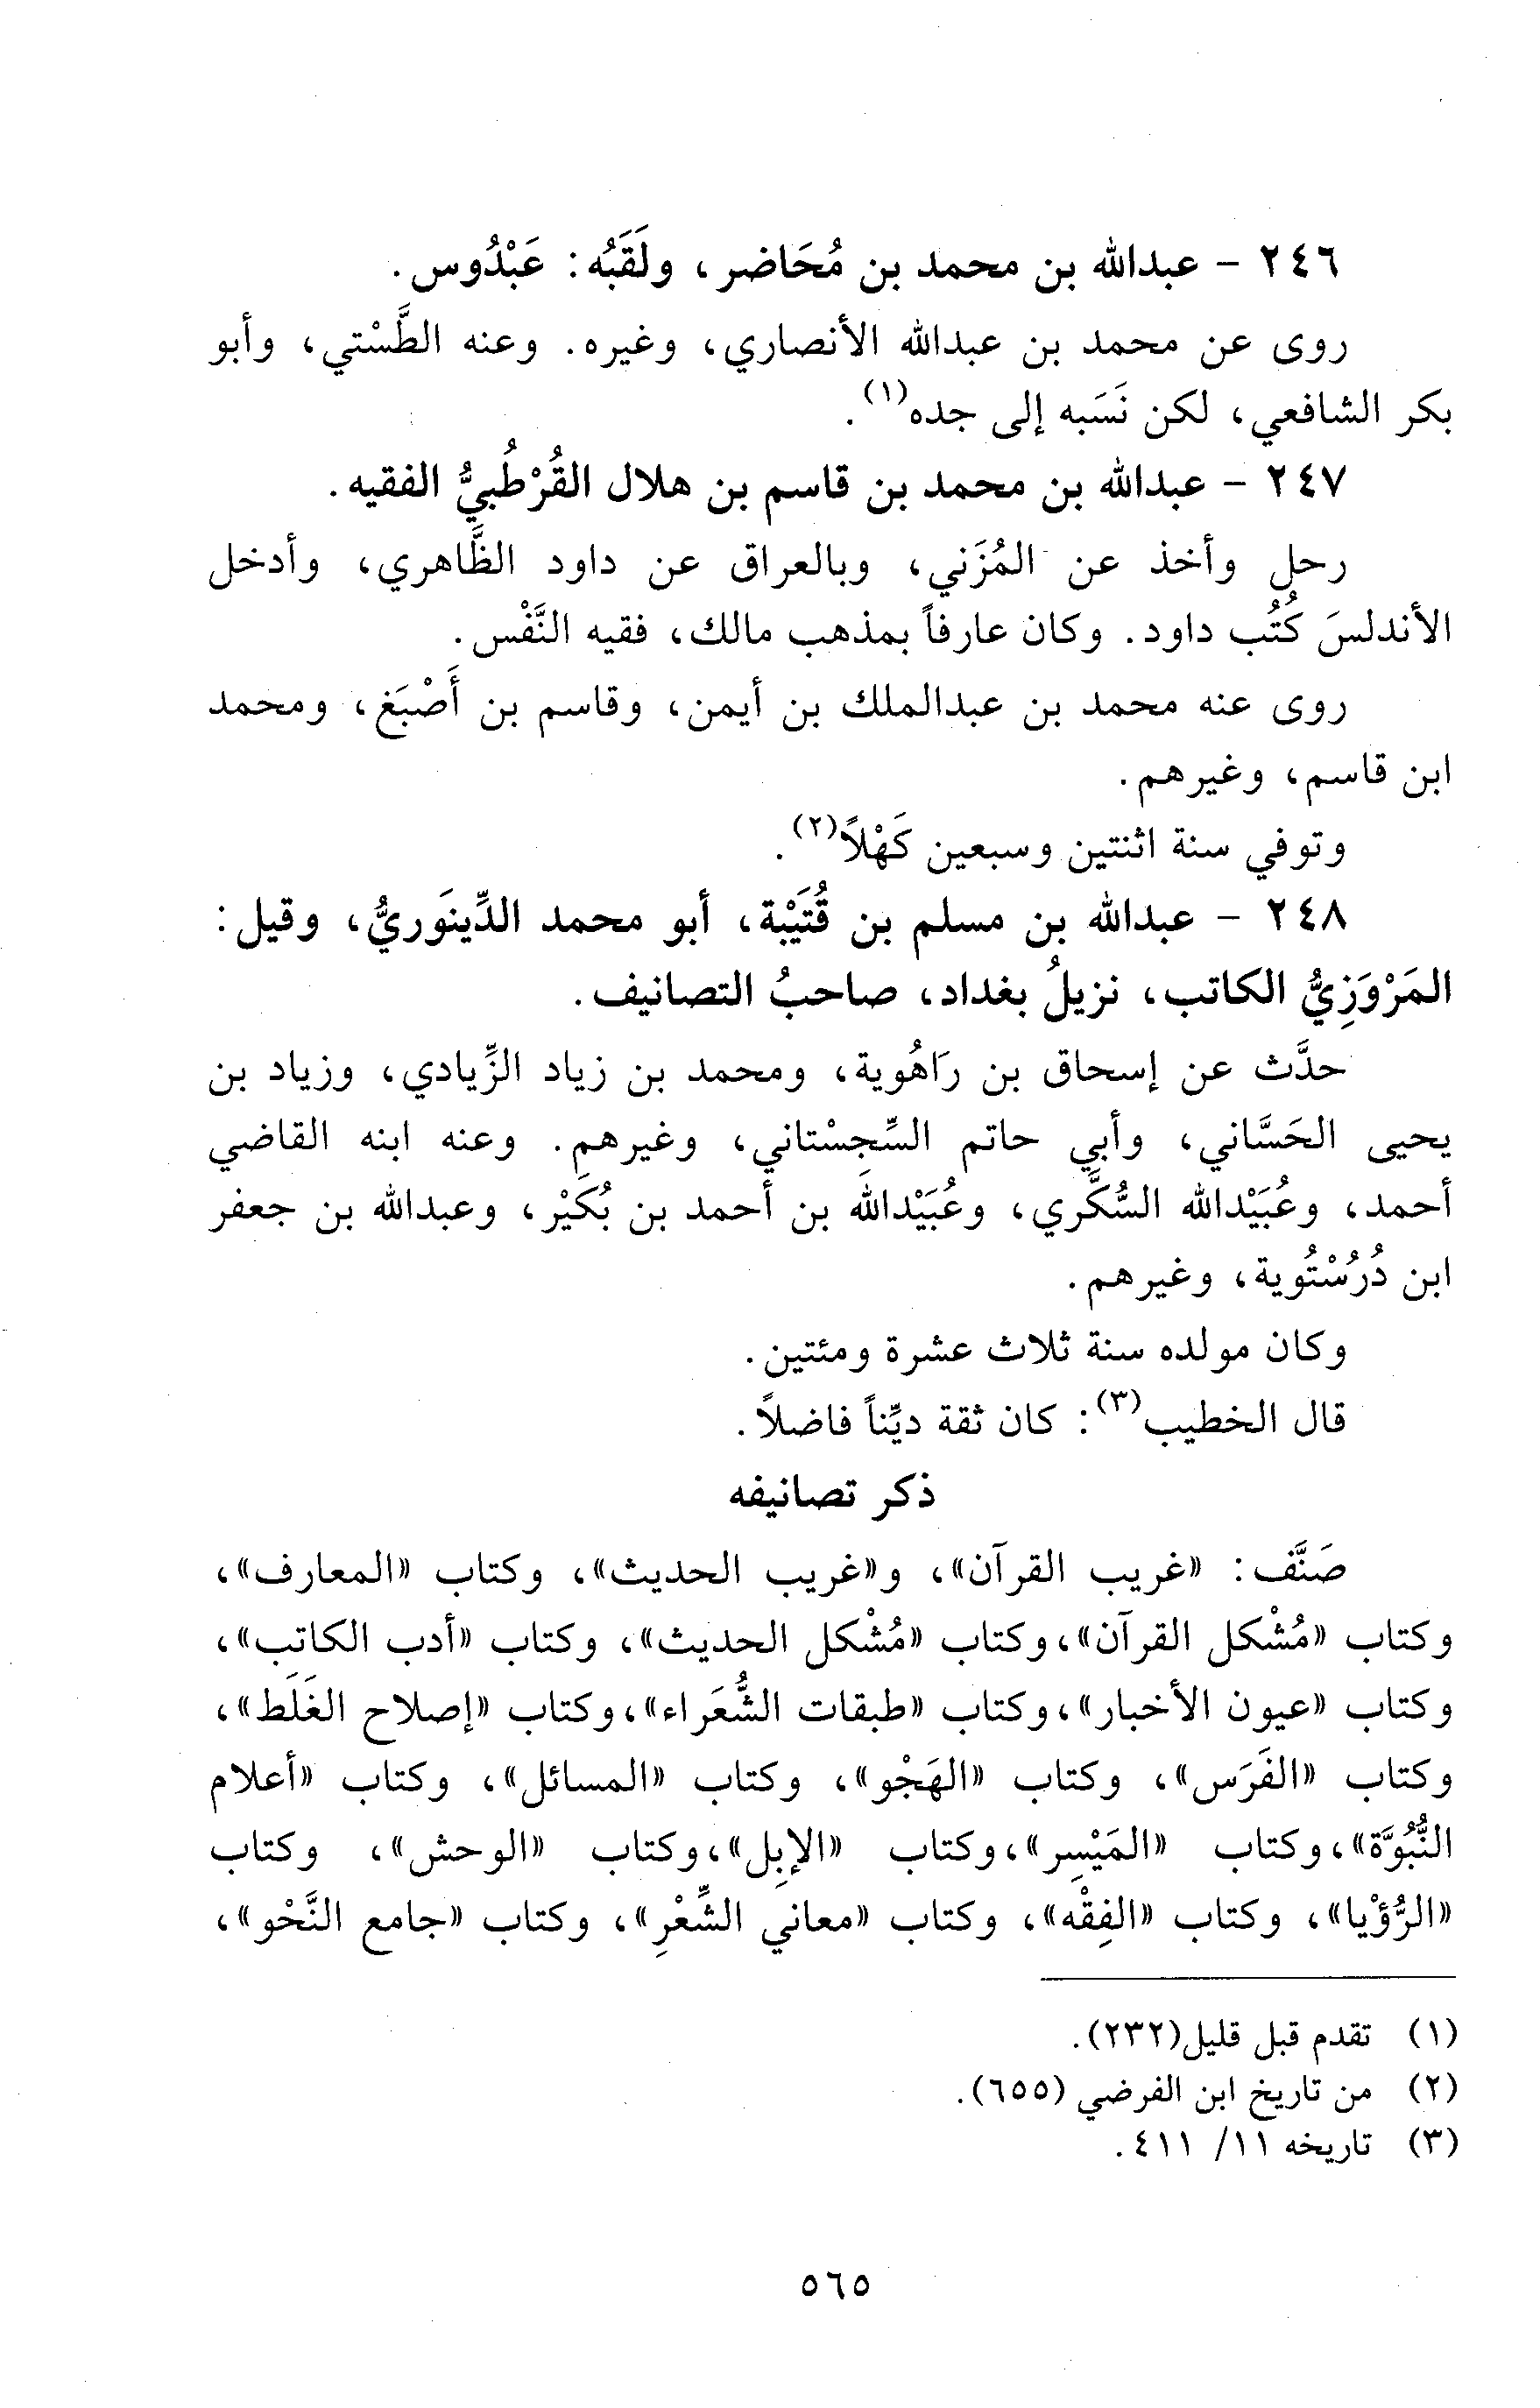 ٢٤٦ - عبدالله بن محمد بن مُحَاضر، ولَقَبُه: عَبْدُوس.
روى عن محمد بن عبدالله الأنصاري، وغيره. وعنه الطَّسْتي، وأبو
بكر الشافعي، لكن نَسَبه إلى جده(١).
٢٤٧ - عبدالله بن محمد بن قاسم بن هلال القُرْطُبيُّ الفقيه.
رحل وأخذ عن المُزَني، وبالعراق عن داود الظَّاهري، وأدخل
الأندلسَ كُتُب داود. وكان عارفاً بمذهب مالك، فقيه النَّفْس.
روى عنه محمد بن عبدالملك بن أيمن، وقاسم بن أَصْبَغ، ومحمد
ابن قاسم، وغيرهم.
وتوفي سنة اثنتين وسبعين كَهْلاً(٢).
٢٤٨ - عبدالله بن مسلم بن قُتَيْبة، أبو محمد الدِّينَوريُّ، وقيل:
المَرْوَزِيُّ الكاتب، نزيلُ بغداد، صاحبُ التصانيف.
حدَّث عن إسحاق بن رَاهُوية، ومحمد بن زياد الزِّيادي، وزياد بن
يحيى الحَسَّاني، وأبي حاتم السِّجِسْتاني، وغيرهم. وعنه ابنه القاضي
أحمد، وعُبَيْدالله السُّكَّري، وعُبَيْدالله بن أحمد بن بُكَيْر، وعبدالله بن جعفر
ابن دُرُسْتُوية، وغيرهم.
وكان مولده سنة ثلاث عشرة ومئتين.
قال الخطيب(٣): كان ثقة ديِّناً فاضلاً.
ذكر تصانيفه
صَنَّف: «غريب القرآن»، و«غريب الحديث»، وكتاب «المعارف»،
وكتاب «مُشْكل القرآن»، وكتاب «مُشْكل الحديث»، وكتاب «أدب الكاتب»،
وكتاب «عيون الأخبار»، وكتاب «طبقات الشُّعَراء»، وكتاب «إصلاح الغَلَط»،
وكتاب «الفَرَس»، وكتاب «الهَجْو»، وكتاب «المسائل»، وكتاب «أعلام
النُّبُوَّة»، وكتاب «المَيْسِر»، وكتاب «الإبِل»، وكتاب «الوحش»، وكتاب
«الرُّؤْيا»، وكتاب «الفِقْه»، وكتاب «معاني الشِّعْرِ»، وكتاب «جامع النَّحْو»،
(١) تقدم قبل قليل(٢٣٢).
(٢) من تاريخ ابن الفرضي (٦٥٥).
(٣) تاريخه ١١/ ٤١١.
٥٦٥